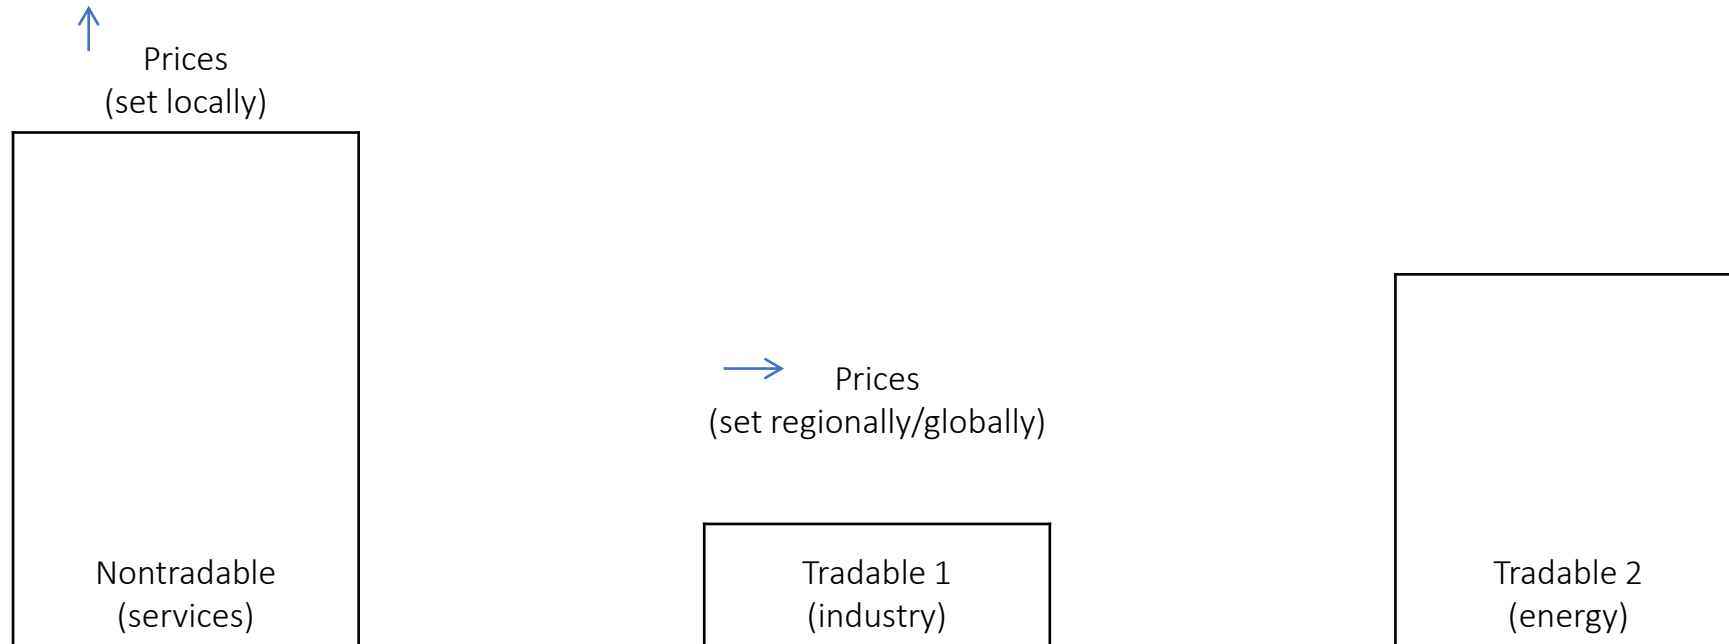 Prices
(set locally)
Prices
(set regionally/globally)
Nontradable
(services)
Tradable 1
(industry)
Tradable 2
(energy)